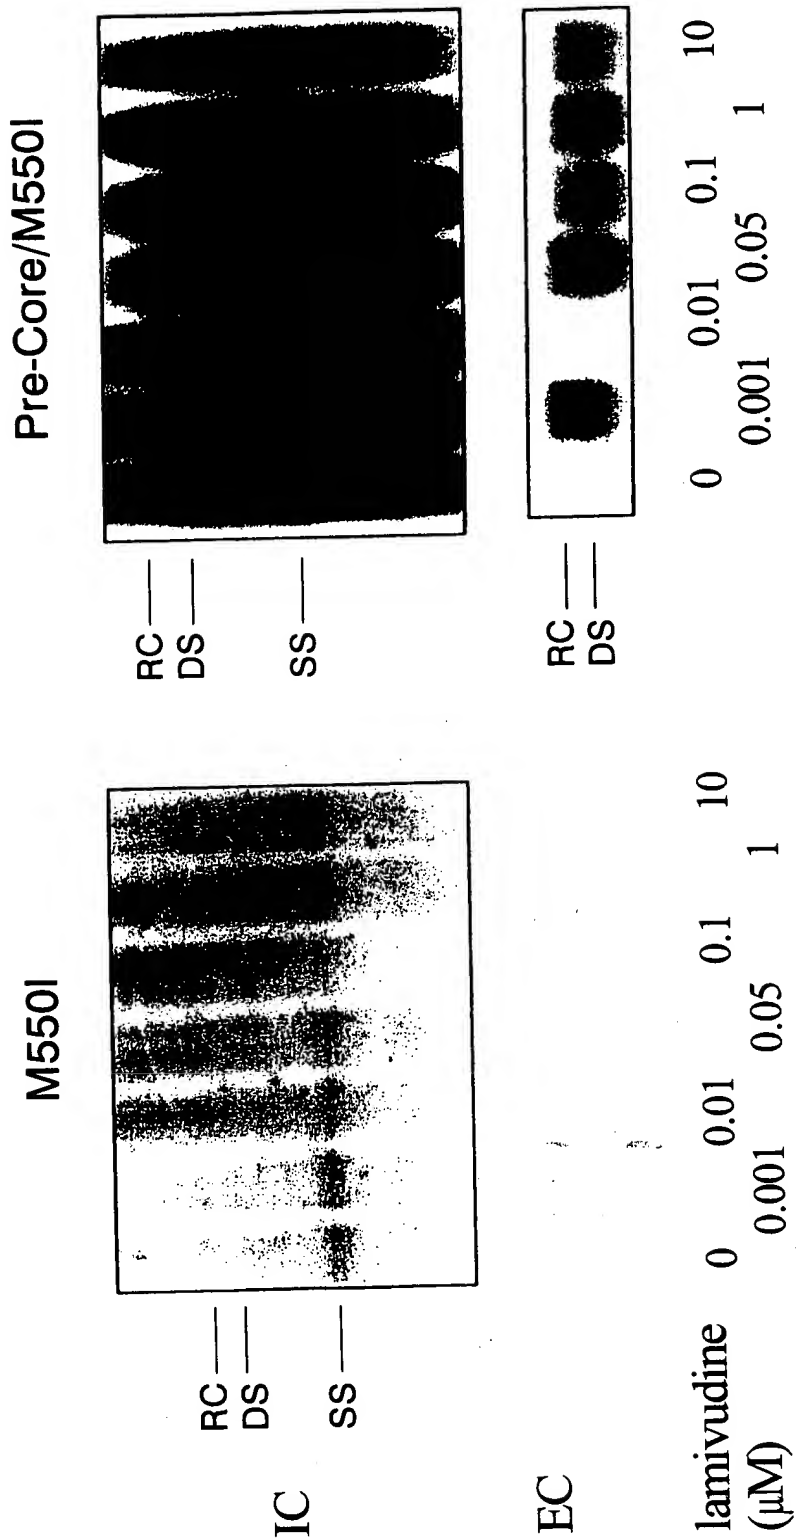 M550I
Pre-Core/M550I
IC
RC
DS
SS
RC
DS
SS
EC
RC
DS
lamivudine
(μM)
0 0.001 0.01 0.05 0.1 1 10
0 0.001 0.01 0.05 0.1 1 10